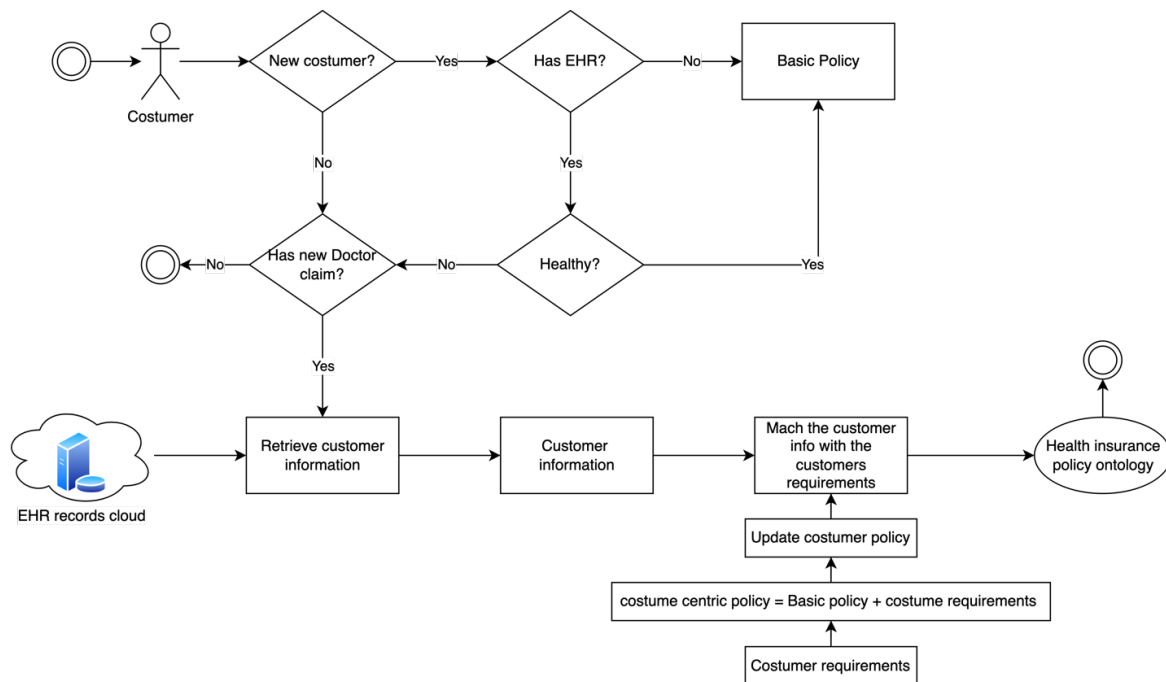 New costumer?
Yes
Has EHR?
No
Basic Policy
Costumer
No
Yes
No
Has new Doctor
claim?
No
Healthy?
Yes
Yes
EHR records cloud
Retrieve customer
information
Customer
information
Mach the customer
info with the
customers
requirements
Health insurance
policy ontology
Update costumer policy
costume centric policy = Basic policy + costume requirements
Costumer requirements